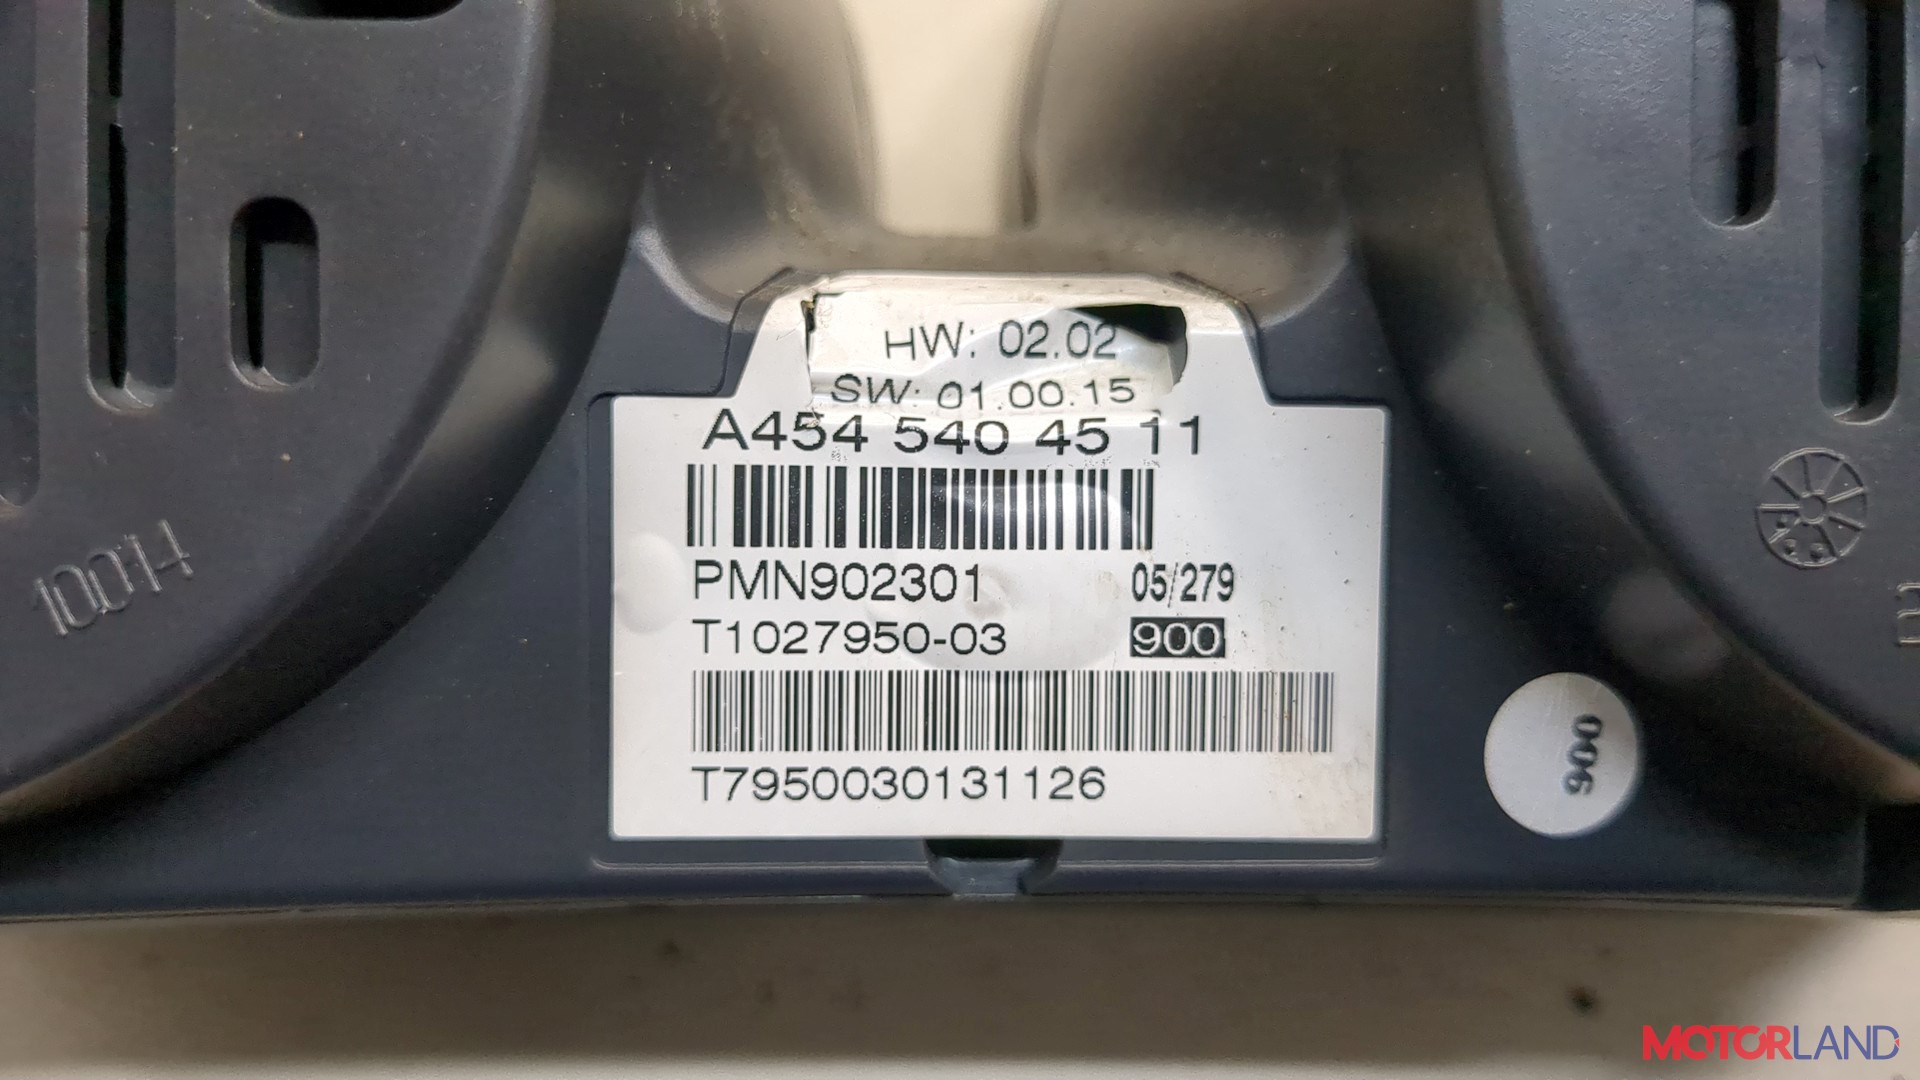 HW: 02.02
SW: 01.00.15
A454 540 45 11
PMN902301 05/279
T1027950-03 900
T7950030131126
10014
900
MOTORLAND